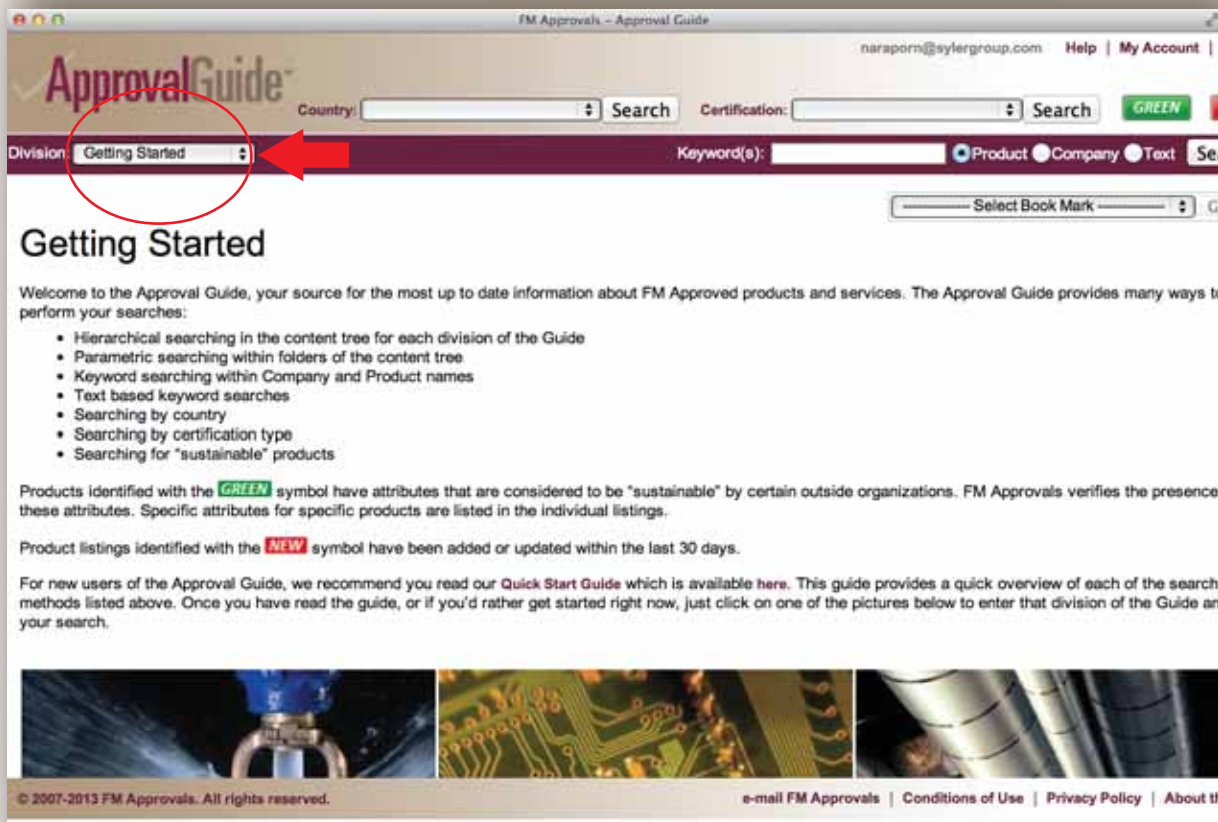 FM Approvals – Approval Guide
naraporn@sylergroup.com Help | My Account |
ApprovalGuide
Country: Search Certification: Search GREEN
Division: Getting Started Keyword(s): Product Company Text Se
Select Book Mark G
Getting Started
Welcome to the Approval Guide, your source for the most up to date information about FM Approved products and services. The Approval Guide provides many ways to
perform your searches:
• Hierarchical searching in the content tree for each division of the Guide
• Parametric searching within folders of the content tree
• Keyword searching within Company and Product names
• Text based keyword searches
• Searching by country
• Searching by certification type
• Searching for "sustainable" products
Products identified with the GREEN symbol have attributes that are considered to be "sustainable" by certain outside organizations. FM Approvals verifies the presence
these attributes. Specific attributes for specific products are listed in the individual listings.
Product listings identified with the NEW symbol have been added or updated within the last 30 days.
For new users of the Approval Guide, we recommend you read our Quick Start Guide which is available here. This guide provides a quick overview of each of the search
methods listed above. Once you have read the guide, or if you'd rather get started right now, just click on one of the pictures below to enter that division of the Guide an
your search.
© 2007-2013 FM Approvals. All rights reserved. e-mail FM Approvals | Conditions of Use | Privacy Policy | About th